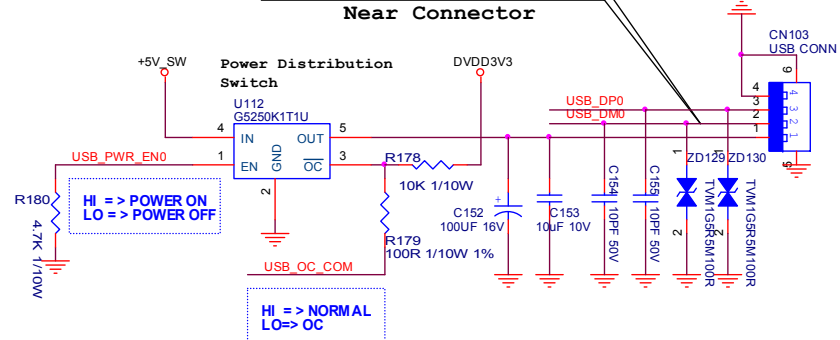 Near Connector
CN103
USB CONN
+5V_SW
Power Distribution
Switch
DVDD3V3
U112
G5250K1T1U
4 IN OUT 5
1 EN GND OC 3
2
USB_PWR_EN0
R180
4.7K 1/10W
HI = > POWER ON
LO = > POWER OFF
R178
10K 1/10W
R179
100R 1/10W 1%
USB_OC_COM
HI = > NORMAL
LO=> OC
USB_DP0
USB_DM0
6
4 4
3 3
2 2
1 1
5
C152
100UF 16V
+
C153
10uF 10V
C154 10PF 50V
C155 10PF 50V
ZD129 ZD130
1 1
2 2
TVM1G5R5M100R
TVM1G5R5M100R